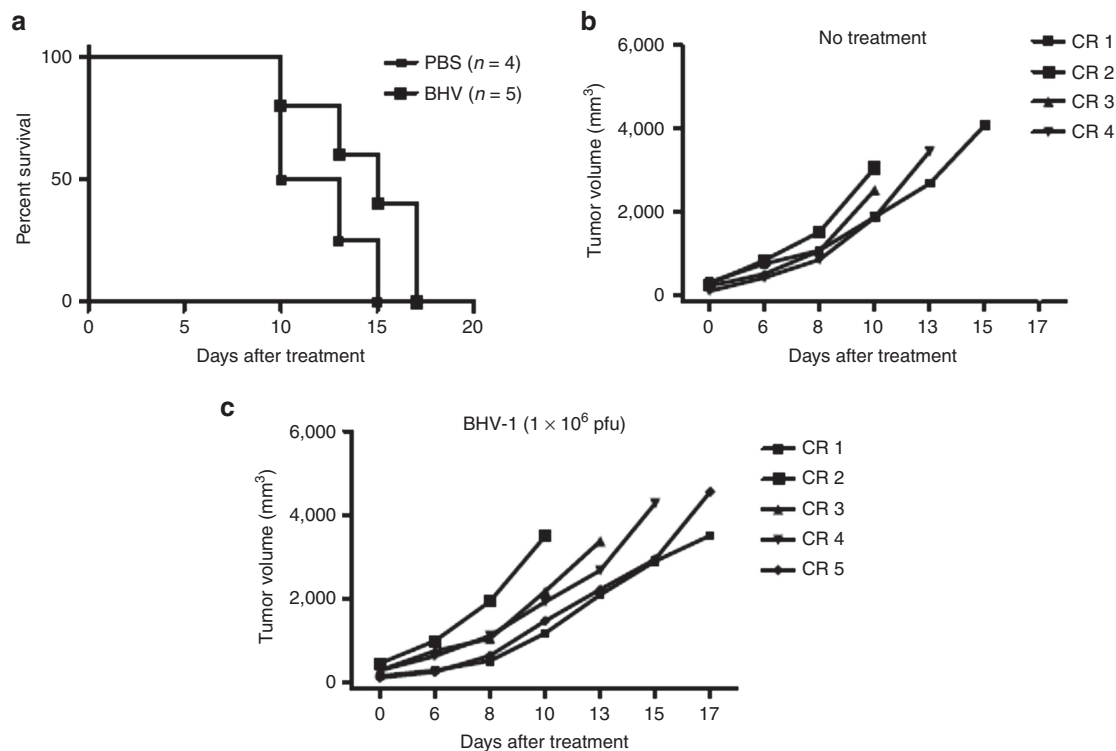 a
100
50
0
Percent survival
0 5 10 15 20
Days after treatment
PBS (n = 4)
BHV (n = 5)
b
No treatment
6,000
4,000
2,000
0
Tumor volume (mm³)
0 6 8 10 13 15 17
Days after treatment
CR 1
CR 2
CR 3
CR 4
c
BHV-1 (1 × 10⁶ pfu)
6,000
4,000
2,000
0
Tumor volume (mm³)
0 6 8 10 13 15 17
Days after treatment
CR 1
CR 2
CR 3
CR 4
CR 5